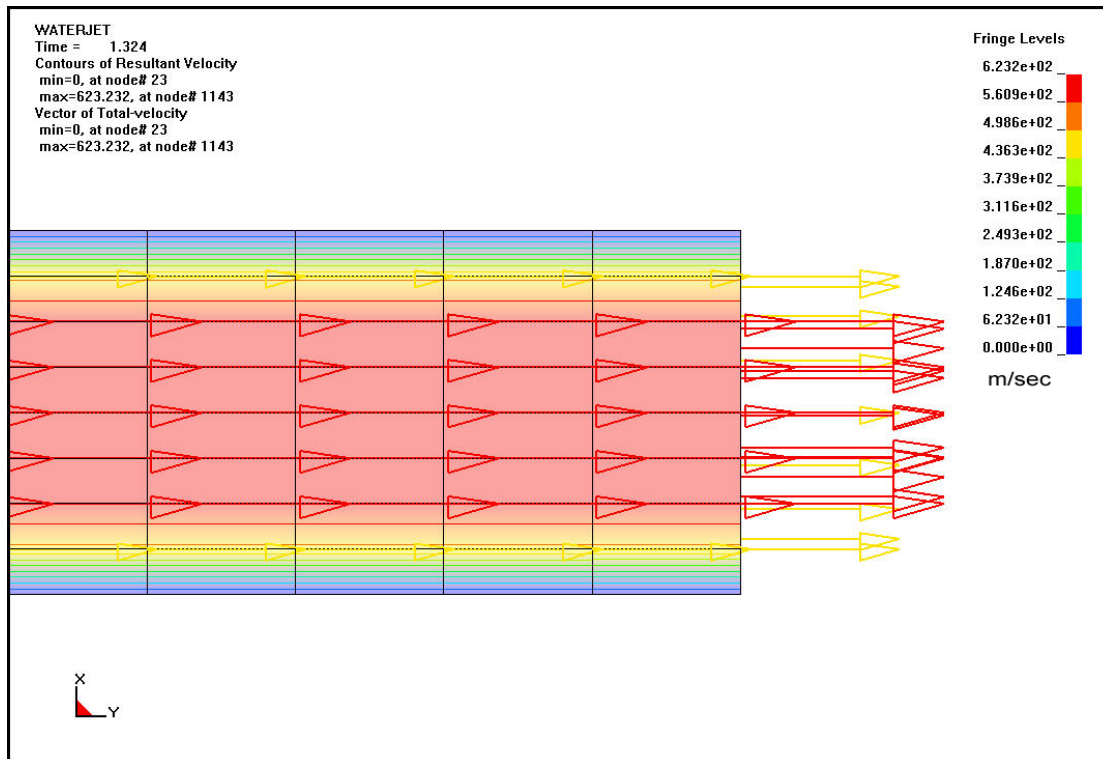 WATERJET
Time = 1.324
Contours of Resultant Velocity
min=0, at node# 23
max=623.232, at node# 1143
Vector of Total-velocity
min=0, at node# 23
max=623.232, at node# 1143
Fringe Levels
6.232e+02
5.609e+02
4.986e+02
4.363e+02
3.739e+02
3.116e+02
2.493e+02
1.870e+02
1.246e+02
6.232e+01
0.000e+00
m/sec
X
Y